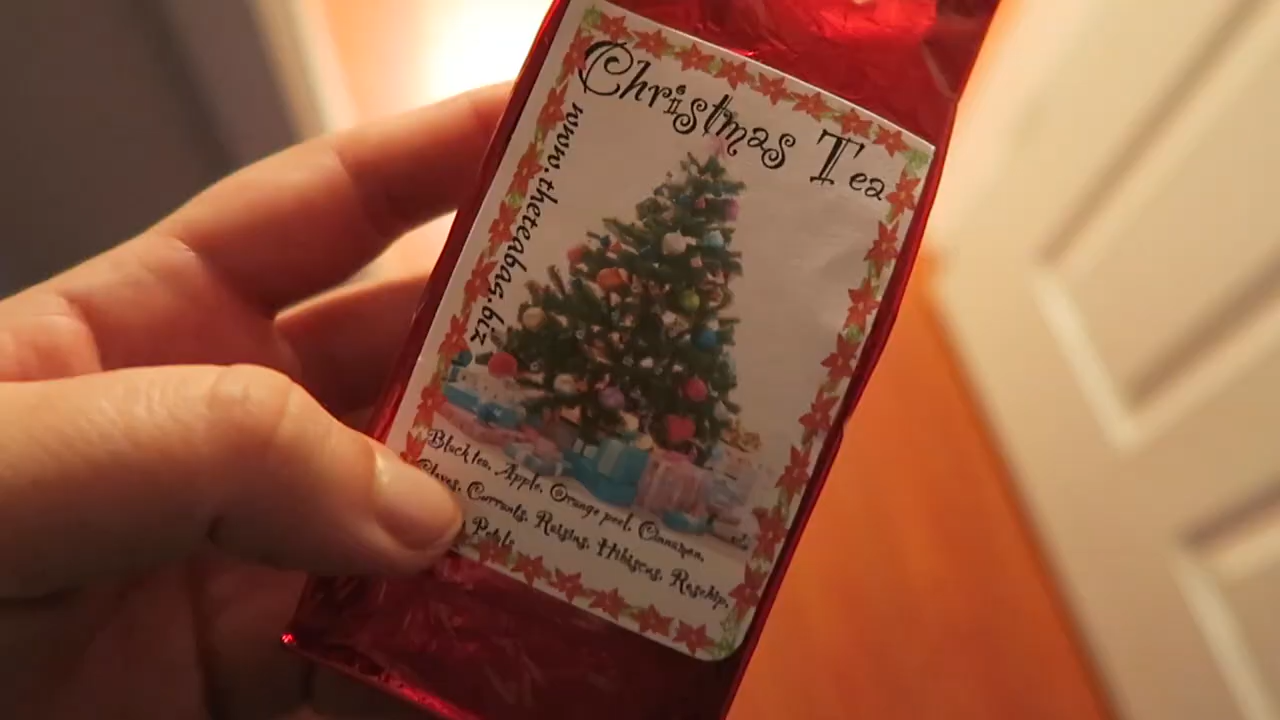 Christmas Tea
www.theteabag.biz
Black tea, Apple, Orange peel, Cinnamon,
Cloves, Currants, Raisins, Hibiscus, Rosehip,
Petals